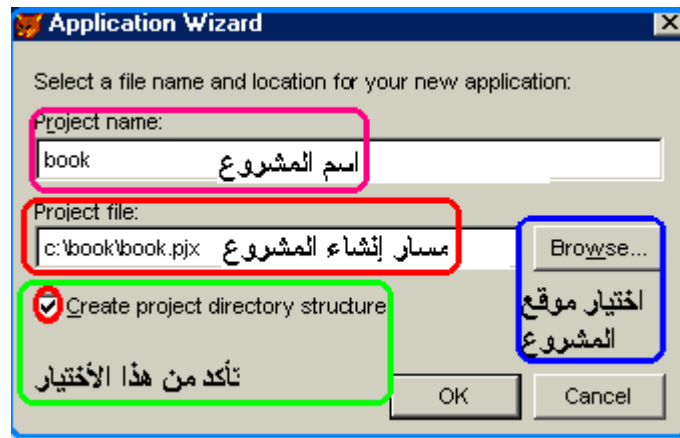 Application Wizard
Select a file name and location for your new application:
Project name:
book اسم المشروع
Project file:
c:\book\book.pjx مسار إنشاء المشروع
Browse...
Create project directory structure
اختيار موقع
المشروع
تأكد من هذا الأختيار
OK
Cancel